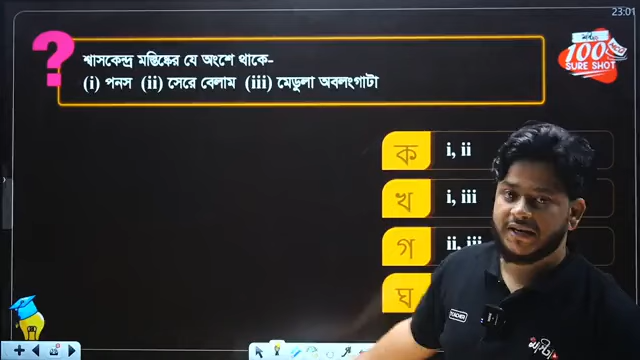 23:01
শ্বাসকেন্দ্র মস্তিষ্কের যে অংশে থাকে-
(i) পনস (ii) সেরে বেলাম (iii) মেডুলা অবলংগাটা
100
SURE SHOT
ক i, ii
খ i, iii
গ ii, iii
ঘ